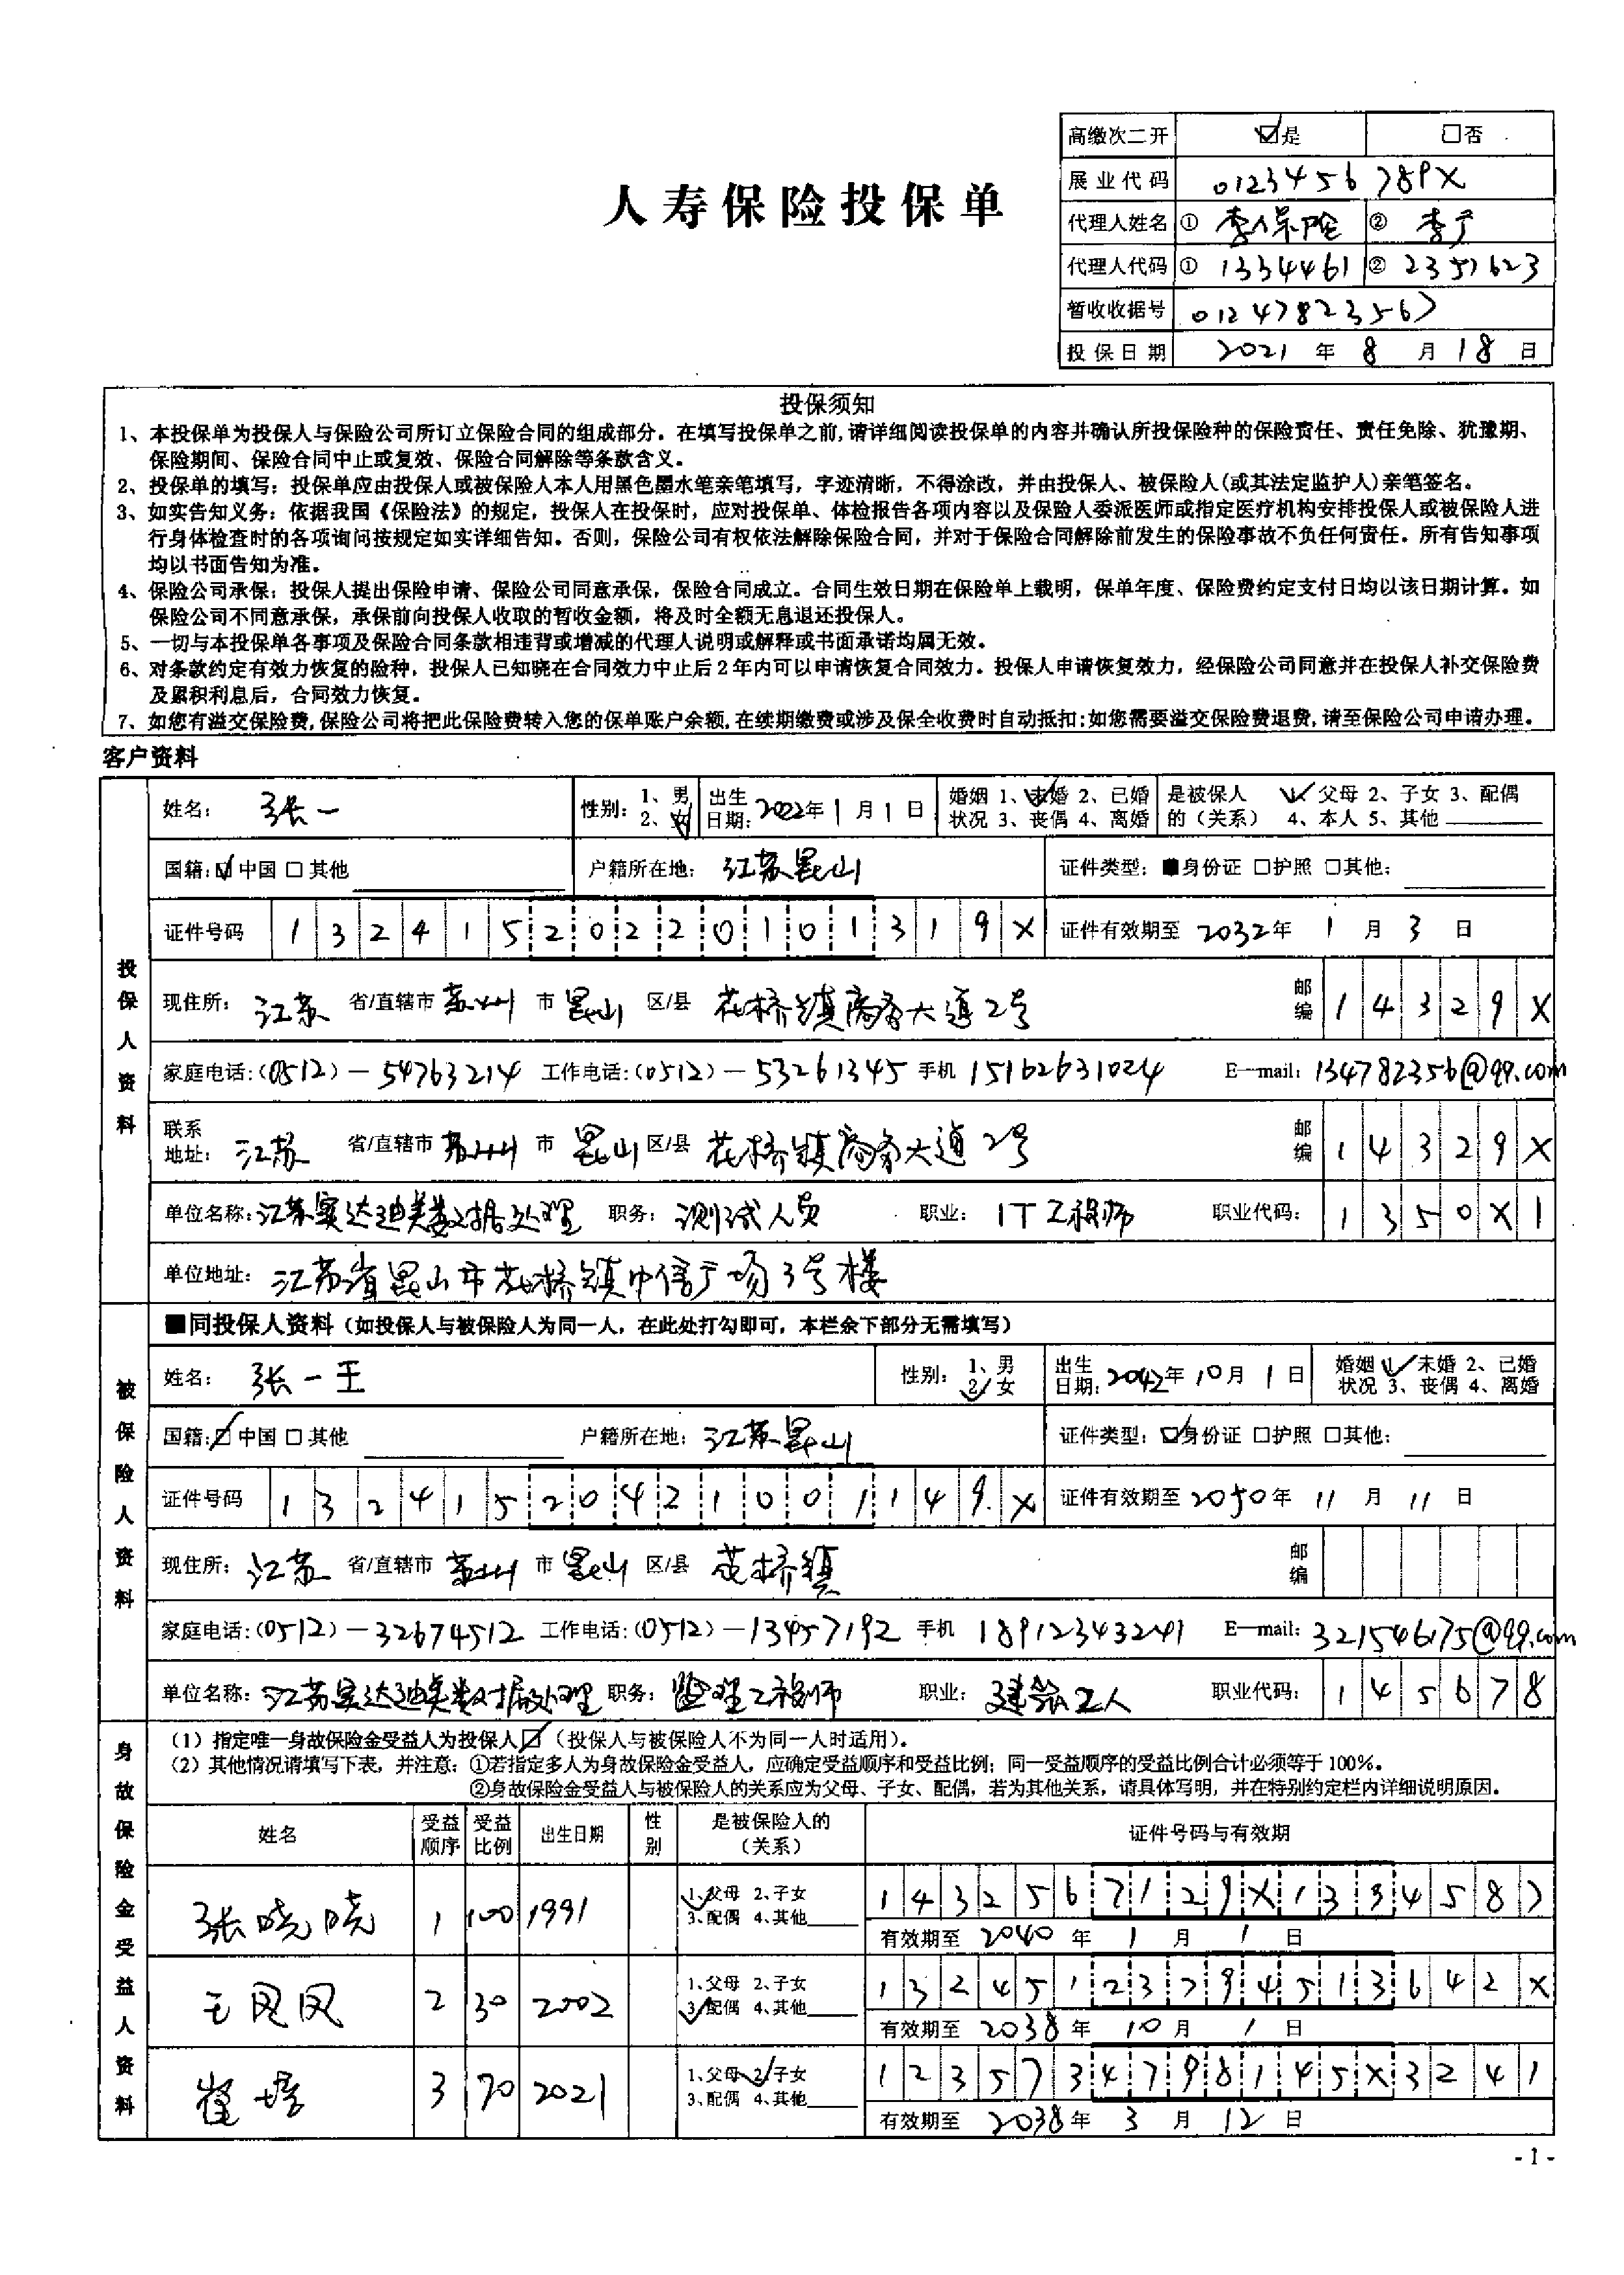 高缴次二开 ☑是 □否
展业代码 0123456789X
人寿保险投保单
代理人姓名 ① 李保险 ② 李广
代理人代码 ① 1334461 ② 2357623
暂收收据号 01247823567
投保日期 2021 年 8 月 18 日
投保须知
1、本投保单为投保人与保险公司所订立保险合同的组成部分。在填写投保单之前,请详细阅读投保单的内容并确认所投保险种的保险责任、责任免除、犹豫期、
保险期间、保险合同中止或复效、保险合同解除等条款含义。
2、投保单的填写：投保单应由投保人或被保险人本人用黑色墨水笔亲笔填写，字迹清晰，不得涂改，并由投保人、被保险人(或其法定监护人)亲笔签名。
3、如实告知义务：依据我国《保险法》的规定，投保人在投保时，应对投保单、体检报告各项内容以及保险人委派医师或指定医疗机构安排投保人或被保险人进
行身体检查时的各项询问按规定如实详细告知。否则，保险公司有权依法解除保险合同，并对于保险合同解除前发生的保险事故不负任何责任。所有告知事项
均以书面告知为准。
4、保险公司承保：投保人提出保险申请、保险公司同意承保，保险合同成立。合同生效日期在保险单上载明，保单年度、保险费约定支付日均以该日期计算。如
保险公司不同意承保，承保前向投保人收取的暂收金额，将及时全额无息退还投保人。
5、一切与本投保单各事项及保险合同条款相违背或增减的代理人说明或解释或书面承诺均属无效。
6、对条款约定有效力恢复的险种，投保人已知晓在合同效力中止后2年内可以申请恢复合同效力。投保人申请恢复效力，经保险公司同意并在投保人补交保险费
及累积利息后，合同效力恢复。
7、如您有溢交保险费,保险公司将把此保险费转入您的保单账户余额,在续期缴费或涉及保全收费时自动抵扣;如您需要溢交保险费退费,请至保险公司申请办理。
客户资料
投保人资料
姓名： 张一 性别：1、男 2、女 出生日期：2022年 1 月 1 日 婚姻状况 1、未婚 2、已婚 3、丧偶 4、离婚 是被保人的（关系） 1、父母 2、子女 3、配偶 4、本人 5、其他
国籍：☑中国 □其他 户籍所在地： 江苏昆山 证件类型：■身份证 □护照 □其他：
证件号码 13241520220101319X 证件有效期至 2032年 1 月 3 日
现住所： 江苏 省/直辖市 苏州 市 昆山 区/县 花桥镇商务大道2号 邮编 14329X
家庭电话：(0512)－54763214 工作电话：(0512)－53261345 手机 15162631024 E—mail：134782356@qq.com
联系地址： 江苏 省/直辖市 苏州 市 昆山 区/县 花桥镇商务大道2号 邮编 14329X
单位名称：江苏实达迪美数据处理 职务： 测试人员 职业： IT工程师 职业代码： 1350X1
单位地址： 江苏省昆山市花桥镇中信广场3号楼
被保险人资料
■同投保人资料（如投保人与被保险人为同一人，在此处打勾即可，本栏余下部分无需填写）
姓名： 张一王 性别：1、男 2、女 出生日期：2042年 10月 1 日 婚姻状况 1、未婚 2、已婚 3、丧偶 4、离婚
国籍：☑中国 □其他 户籍所在地： 江苏昆山 证件类型：☑身份证 □护照 □其他：
证件号码 13241520421001149X 证件有效期至 2050年 11 月 11 日
现住所： 江苏 省/直辖市 苏州 市 昆山 区/县 花桥镇 邮编
家庭电话：(0512)－32674512 工作电话：(0512)－13457192 手机 18912343241 E—mail：321546175@qq.com
单位名称：江苏实达迪美数据处理 职务： 监理工程师 职业： 建筑工人 职业代码： 145678
身故保险金受益人资料
（1）指定唯一身故保险金受益人为投保人☑（投保人与被保险人不为同一人时适用）。
（2）其他情况请填写下表，并注意：①若指定多人为身故保险金受益人，应确定受益顺序和受益比例；同一受益顺序的受益比例合计必须等于100%。
②身故保险金受益人与被保险人的关系应为父母、子女、配偶，若为其他关系，请具体写明，并在特别约定栏内详细说明原因。
姓名 受益顺序 受益比例 出生日期 性别 是被保险人的（关系） 证件号码与有效期
张晓晓 1 100 1991 1、父母 2、子女 3、配偶 4、其他 1432567129X1334587
有效期至 2040 年 1 月 1 日
王凤凤 2 30 2002 1、父母 2、子女 3、配偶 4、其他 13245123794513642X
有效期至 2038 年 10 月 1 日
崔培 3 70 2021 1、父母 2、子女 3、配偶 4、其他 123573479814 5X3241
有效期至 2038年 3 月 12 日
- 1 -